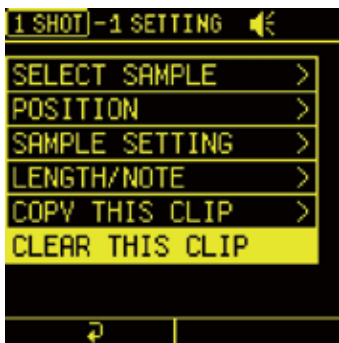 1 SHOT-1 SETTING
SELECT SAMPLE >
POSITION >
SAMPLE SETTING >
LENGTH/NOTE >
COPY THIS CLIP >
CLEAR THIS CLIP